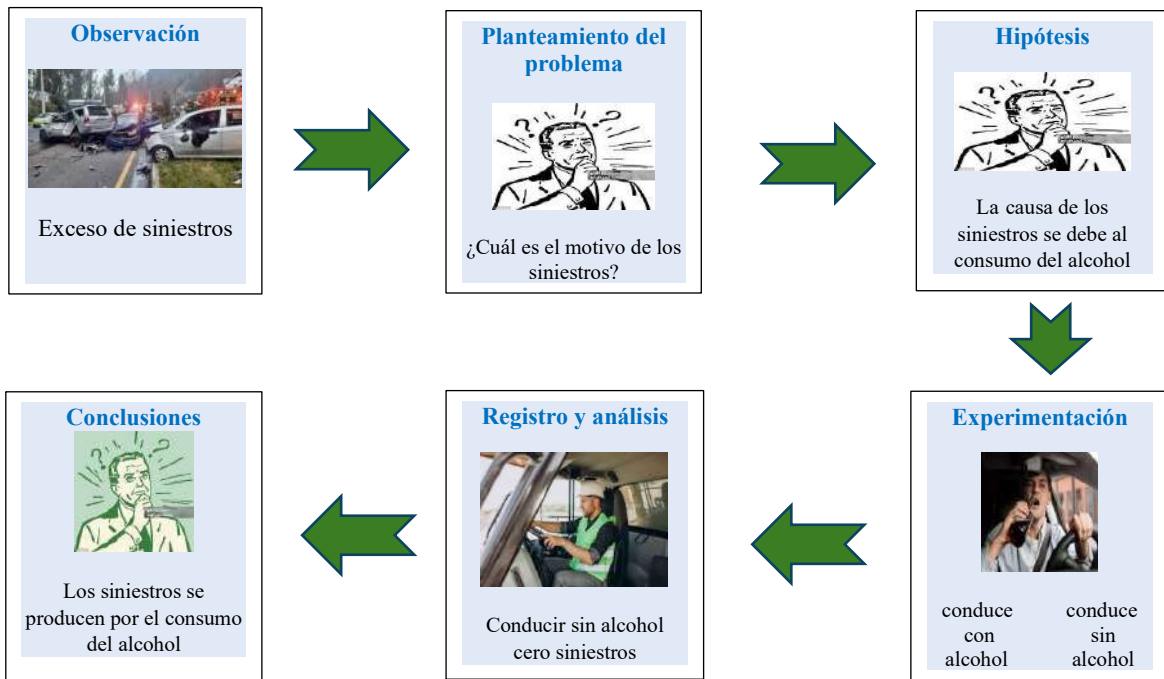 Observación
Exceso de siniestros
Planteamiento del
problema
¿Cuál es el motivo de los
siniestros?
Hipótesis
La causa de los
siniestros se debe al
consumo del alcohol
Experimentación
conduce
con
alcohol
conduce
sin
alcohol
Registro y análisis
Conducir sin alcohol
cero siniestros
Conclusiones
Los siniestros se
producen por el consumo
del alcohol